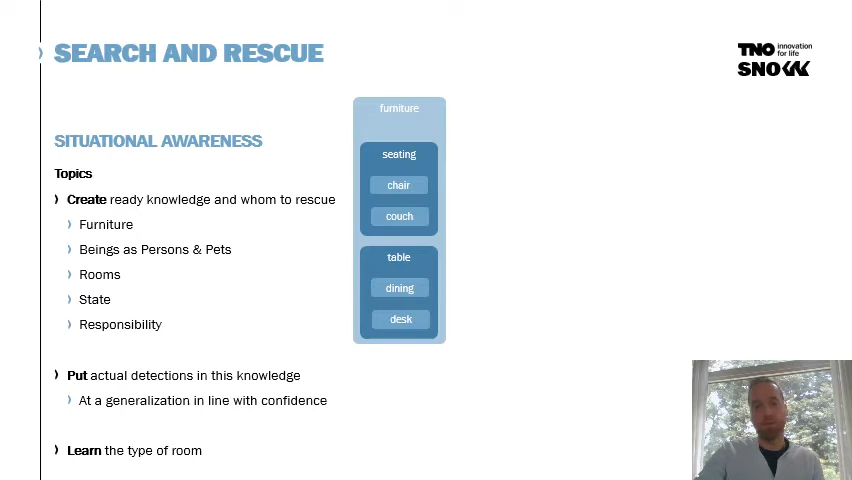 SEARCH AND RESCUE
TNO innovation for life
SNOW
SITUATIONAL AWARENESS
Topics
Create ready knowledge and whom to rescue
Furniture
Beings as Persons & Pets
Rooms
State
Responsibility
Put actual detections in this knowledge
At a generalization in line with confidence
Learn the type of room
furniture
seating
chair
couch
table
dining
desk